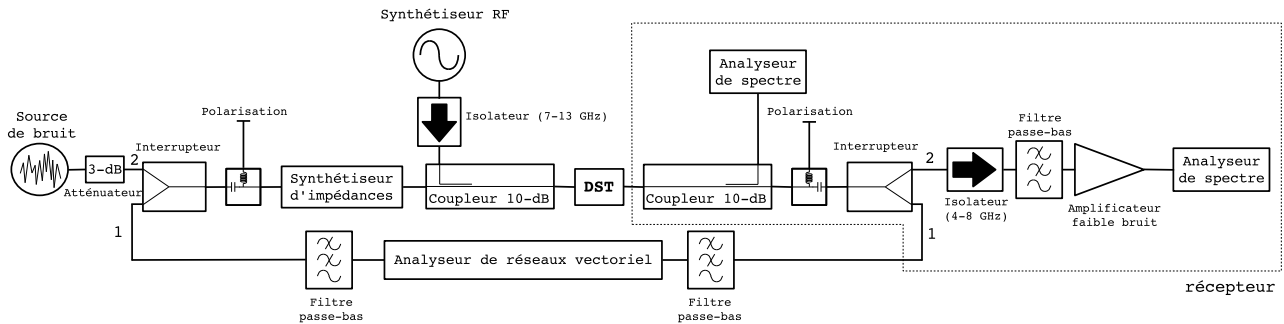 Synthétiseur RF
Isolateur (7-13 GHz)
Analyseur
de spectre
Polarisation
Polarisation
Source
de bruit
3-dB
Atténuateur
2
1
Interrupteur
Synthétiseur
d'impédances
Coupleur 10-dB
DST
Coupleur 10-dB
Interrupteur
2
1
Isolateur
(4-8 GHz)
Filtre
passe-bas
Amplificateur
faible bruit
Analyseur
de spectre
Filtre
passe-bas
Analyseur de réseaux vectoriel
Filtre
passe-bas
récepteur